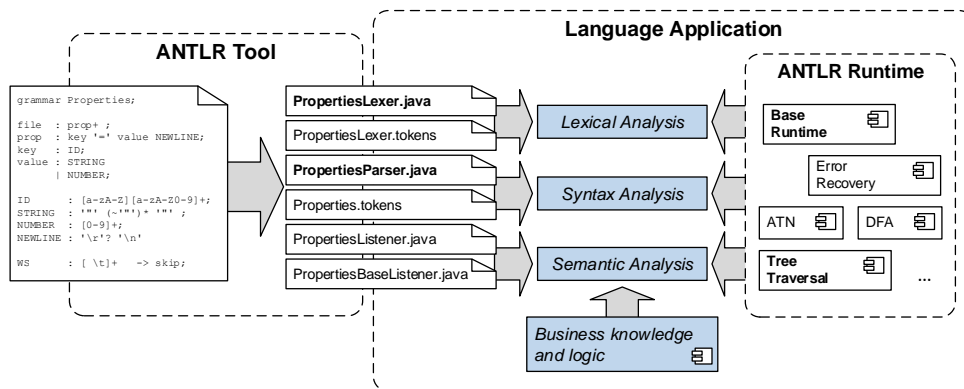 ANTLR Tool
grammar Properties;
file  : prop+ ;
prop  : key '=' value NEWLINE;
key   : ID;
value : STRING
      | NUMBER;
ID      : [a-zA-Z][a-zA-Z0-9]+;
STRING  : '"' (~'"')* '"' ;
NUMBER  : [0-9]+;
NEWLINE : '\r'? '\n'
WS      : [ \t]+  -> skip;
PropertiesLexer.java
PropertiesLexer.tokens
PropertiesParser.java
Properties.tokens
PropertiesListener.java
PropertiesBaseListener.java
Language Application
Lexical Analysis
Syntax Analysis
Semantic Analysis
Business knowledge
and logic
ANTLR Runtime
Base
Runtime
Error
Recovery
ATN
DFA
Tree
Traversal
...